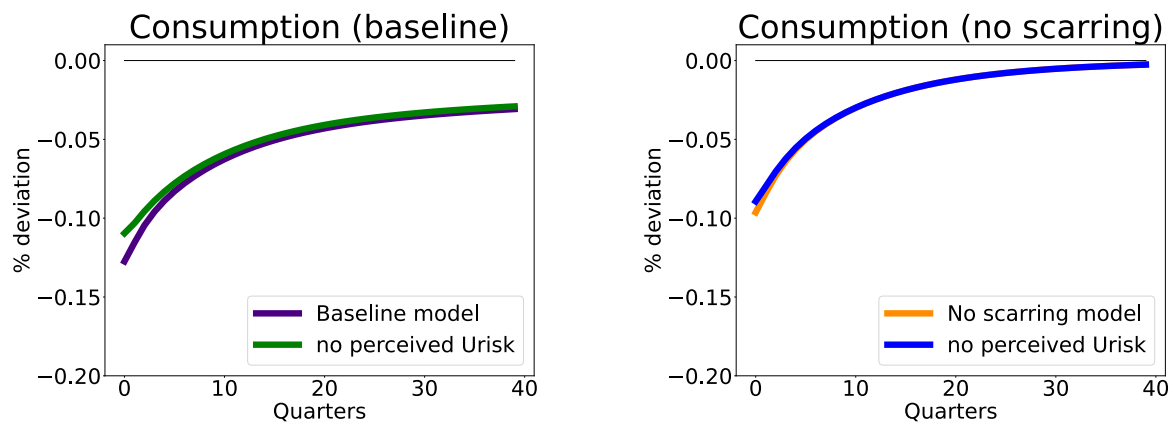 Consumption (baseline)
% deviation
0.00
−0.05
−0.10
−0.15
−0.20
Baseline model
no perceived Urisk
0 10 20 30 40
Quarters
Consumption (no scarring)
% deviation
0.00
−0.05
−0.10
−0.15
−0.20
No scarring model
no perceived Urisk
0 10 20 30 40
Quarters